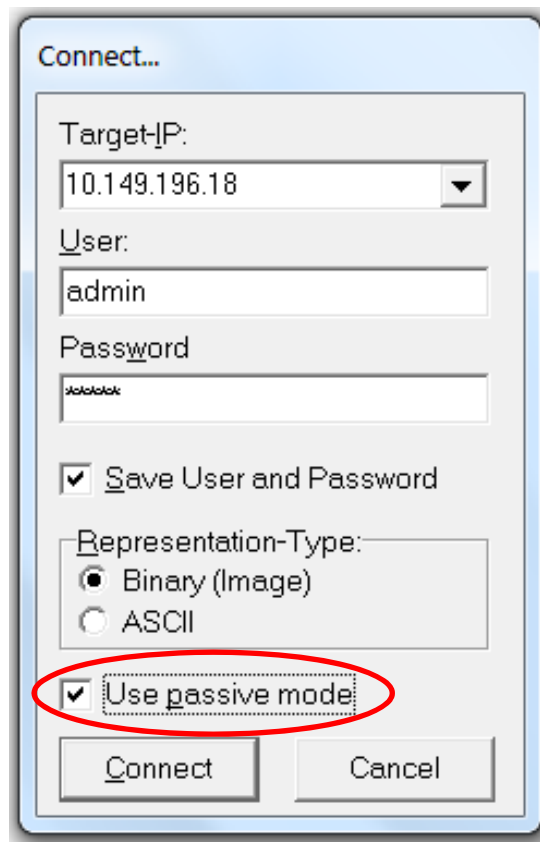 Connect...
Target-IP:
10.149.196.18
User:
admin
Password
*****
Save User and Password
Representation-Type:
Binary (Image)
ASCII
Use passive mode
Connect
Cancel